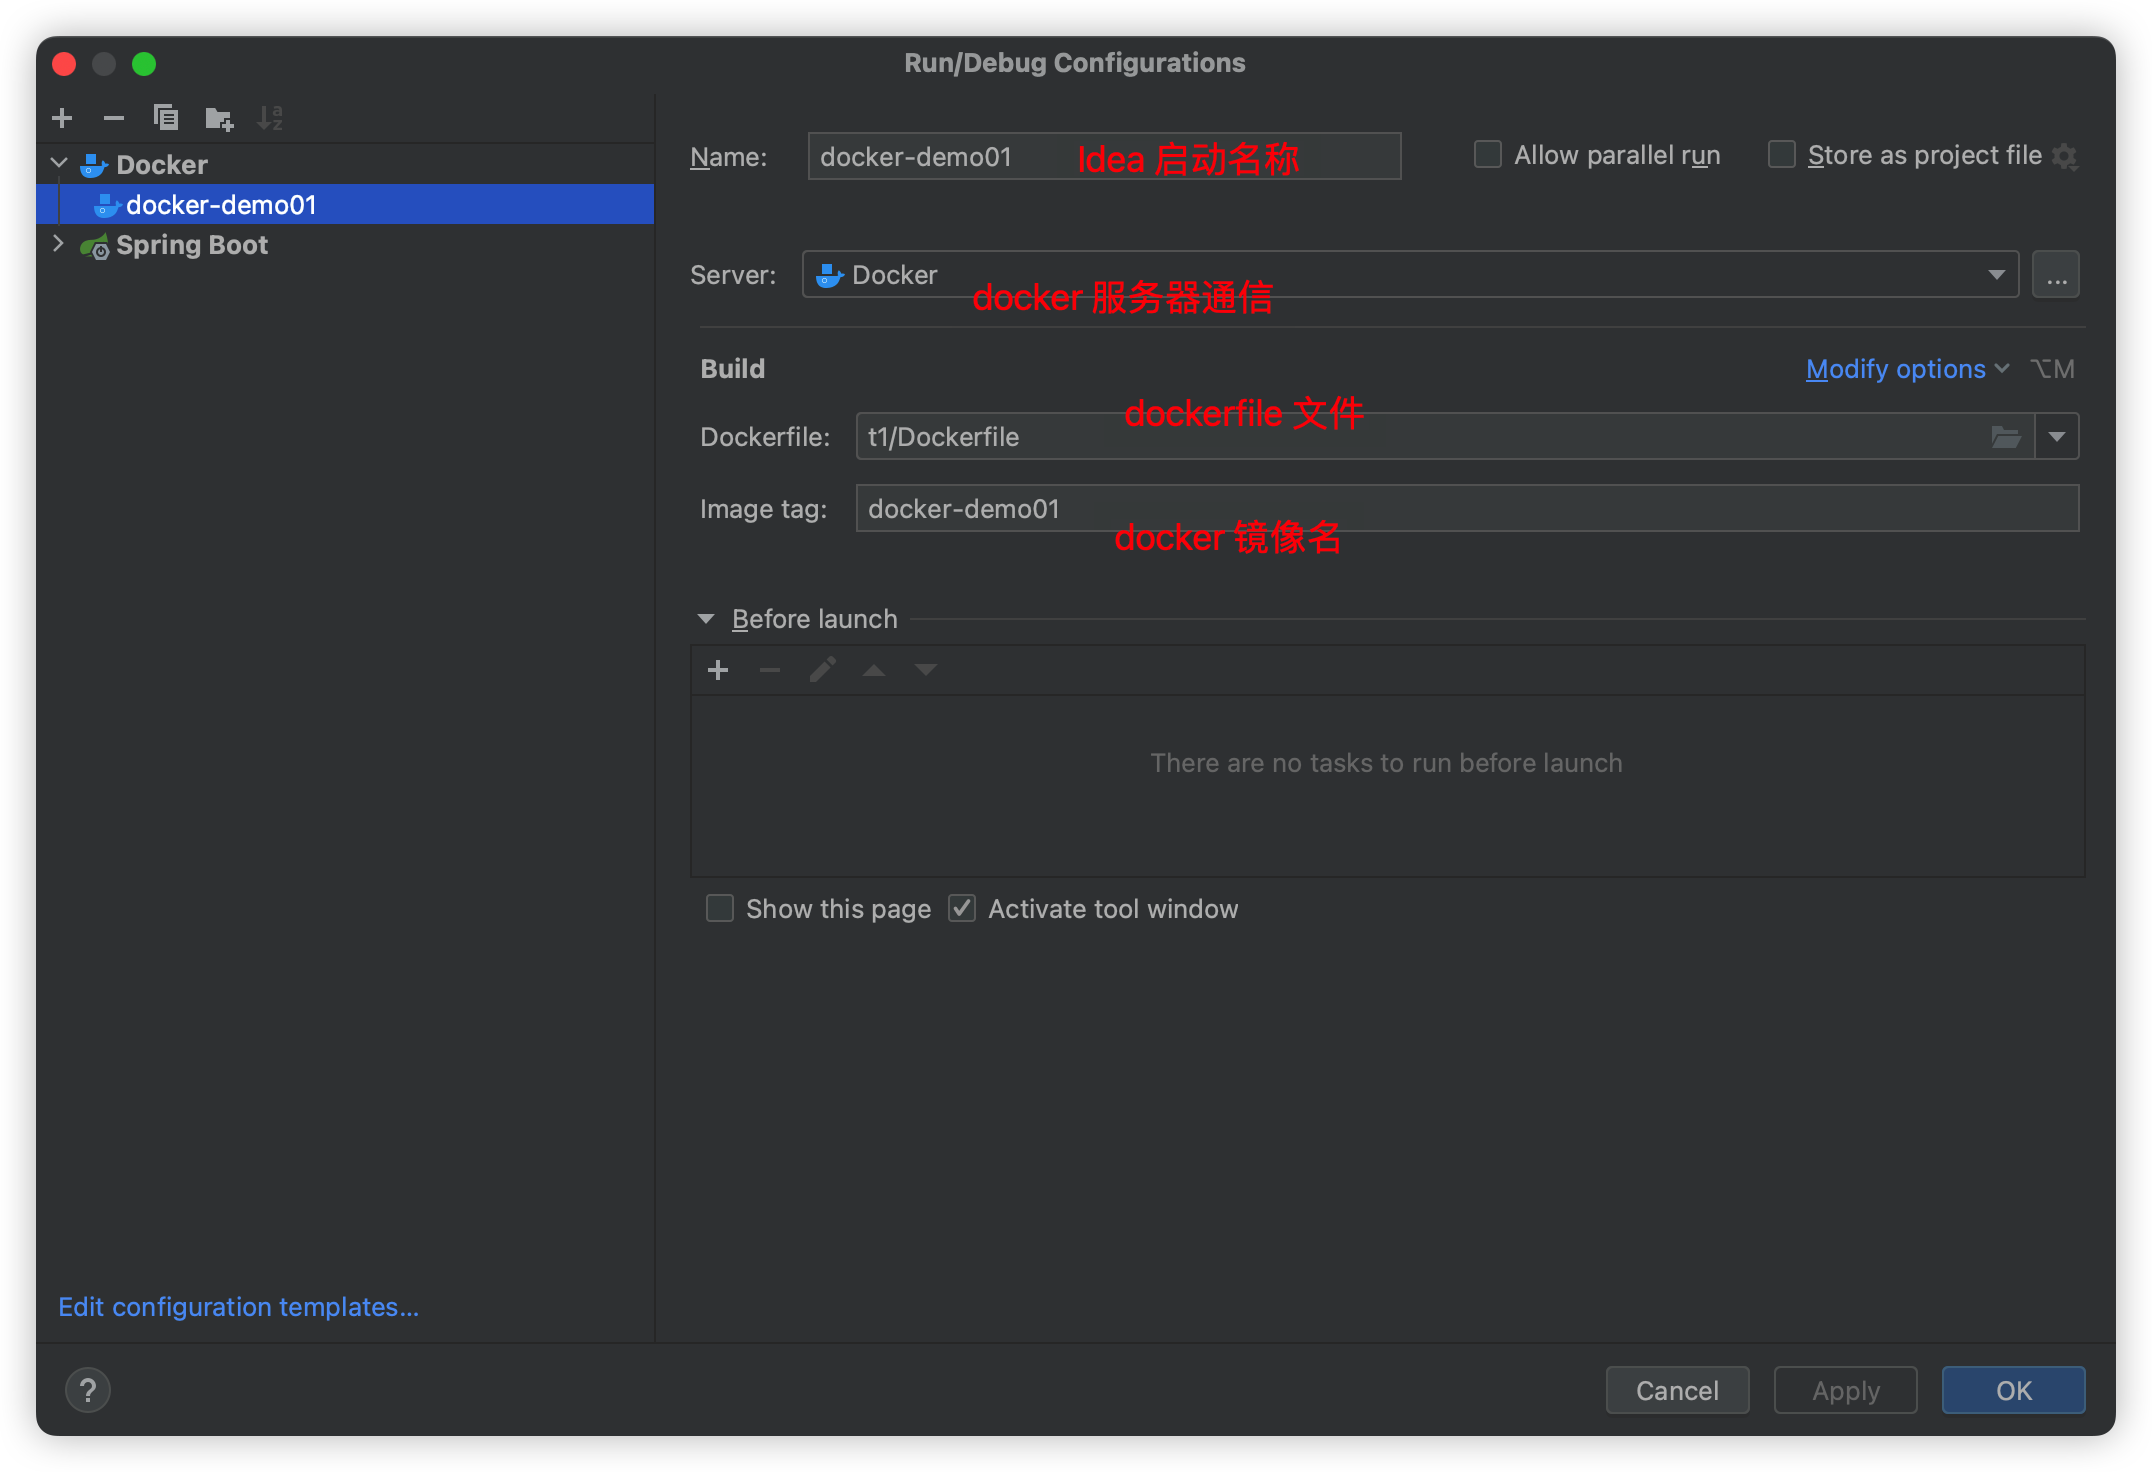 Run/Debug Configurations
Docker
docker-demo01
Spring Boot
Edit configuration templates...
Name: docker-demo01 Idea 启动名称
Allow parallel run
Store as project file
Server: Docker
...
docker 服务器通信
Build
Modify options ⌥M
dockerfile 文件
Dockerfile: t1/Dockerfile
Image tag: docker-demo01
docker 镜像名
Before launch
There are no tasks to run before launch
Show this page
Activate tool window
?
Cancel
Apply
OK